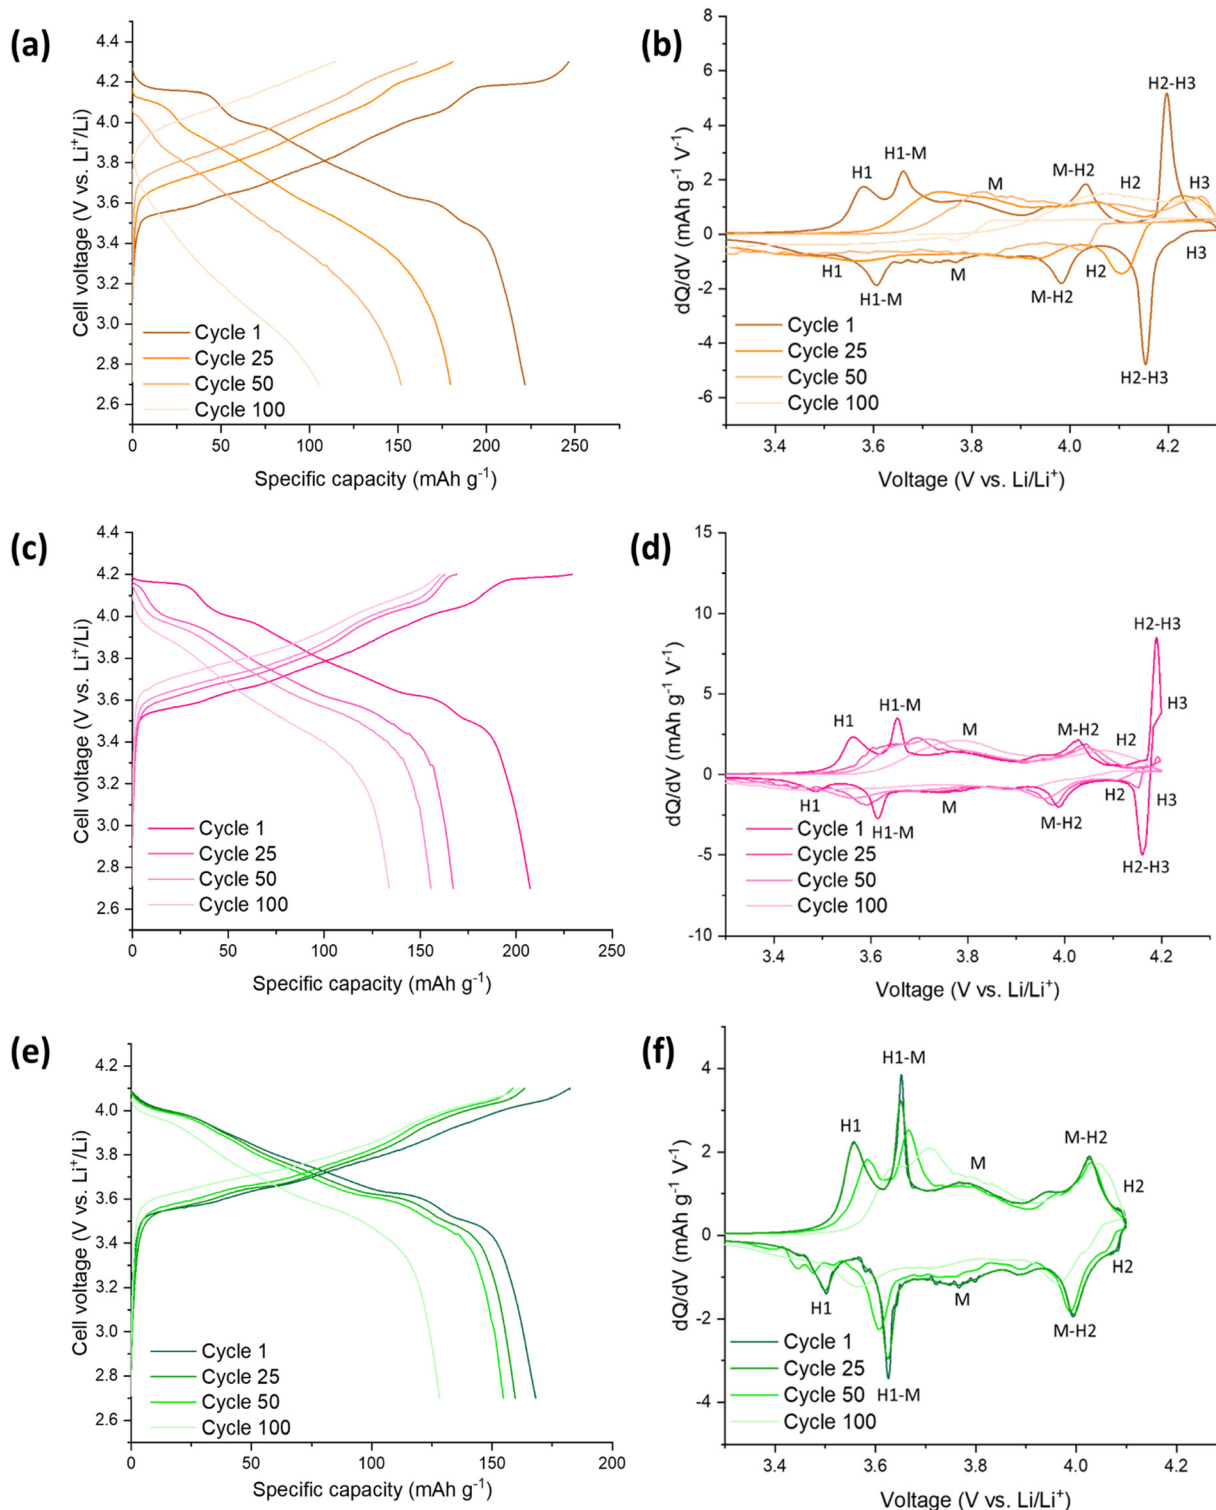 (a)
4.4
4.2
4.0
3.8
3.6
3.4
3.2
3.0
2.8
2.6
Cell voltage (V vs. Li⁺/Li)
Cycle 1
Cycle 25
Cycle 50
Cycle 100
0 50 100 150 200 250
Specific capacity (mAh g⁻¹)
(b)
8
6
4
2
0
-2
-4
-6
dQ/dV (mAh g⁻¹ V⁻¹)
H2-H3
H1-M
H1
M-H2
M
H2
H3
H1
H1-M
M
M-H2
H2
H3
H2-H3
Cycle 1
Cycle 25
Cycle 50
Cycle 100
3.4 3.6 3.8 4.0 4.2
Voltage (V vs. Li/Li⁺)
(c)
4.4
4.2
4.0
3.8
3.6
3.4
3.2
3.0
2.8
2.6
Cell voltage (V vs. Li⁺/Li)
Cycle 1
Cycle 25
Cycle 50
Cycle 100
0 50 100 150 200 250
Specific capacity (mAh g⁻¹)
(d)
15
10
5
0
-5
-10
dQ/dV (mAh g⁻¹ V⁻¹)
H2-H3
H3
H1-M
H1
M
M-H2
H2
H1
H1-M
M
M-H2
H2
H3
H2-H3
Cycle 1
Cycle 25
Cycle 50
Cycle 100
3.4 3.6 3.8 4.0 4.2
Voltage (V vs. Li/Li⁺)
(e)
4.2
4.0
3.8
3.6
3.4
3.2
3.0
2.8
2.6
Cell voltage (V vs. Li⁺/Li)
Cycle 1
Cycle 25
Cycle 50
Cycle 100
0 50 100 150 200
Specific capacity (mAh g⁻¹)
(f)
4
2
0
-2
-4
dQ/dV (mAh g⁻¹ V⁻¹)
H1-M
H1
M-H2
M
H2
H2
H1
M
M-H2
H1-M
Cycle 1
Cycle 25
Cycle 50
Cycle 100
3.4 3.6 3.8 4.0 4.2
Voltage (V vs. Li/Li⁺)